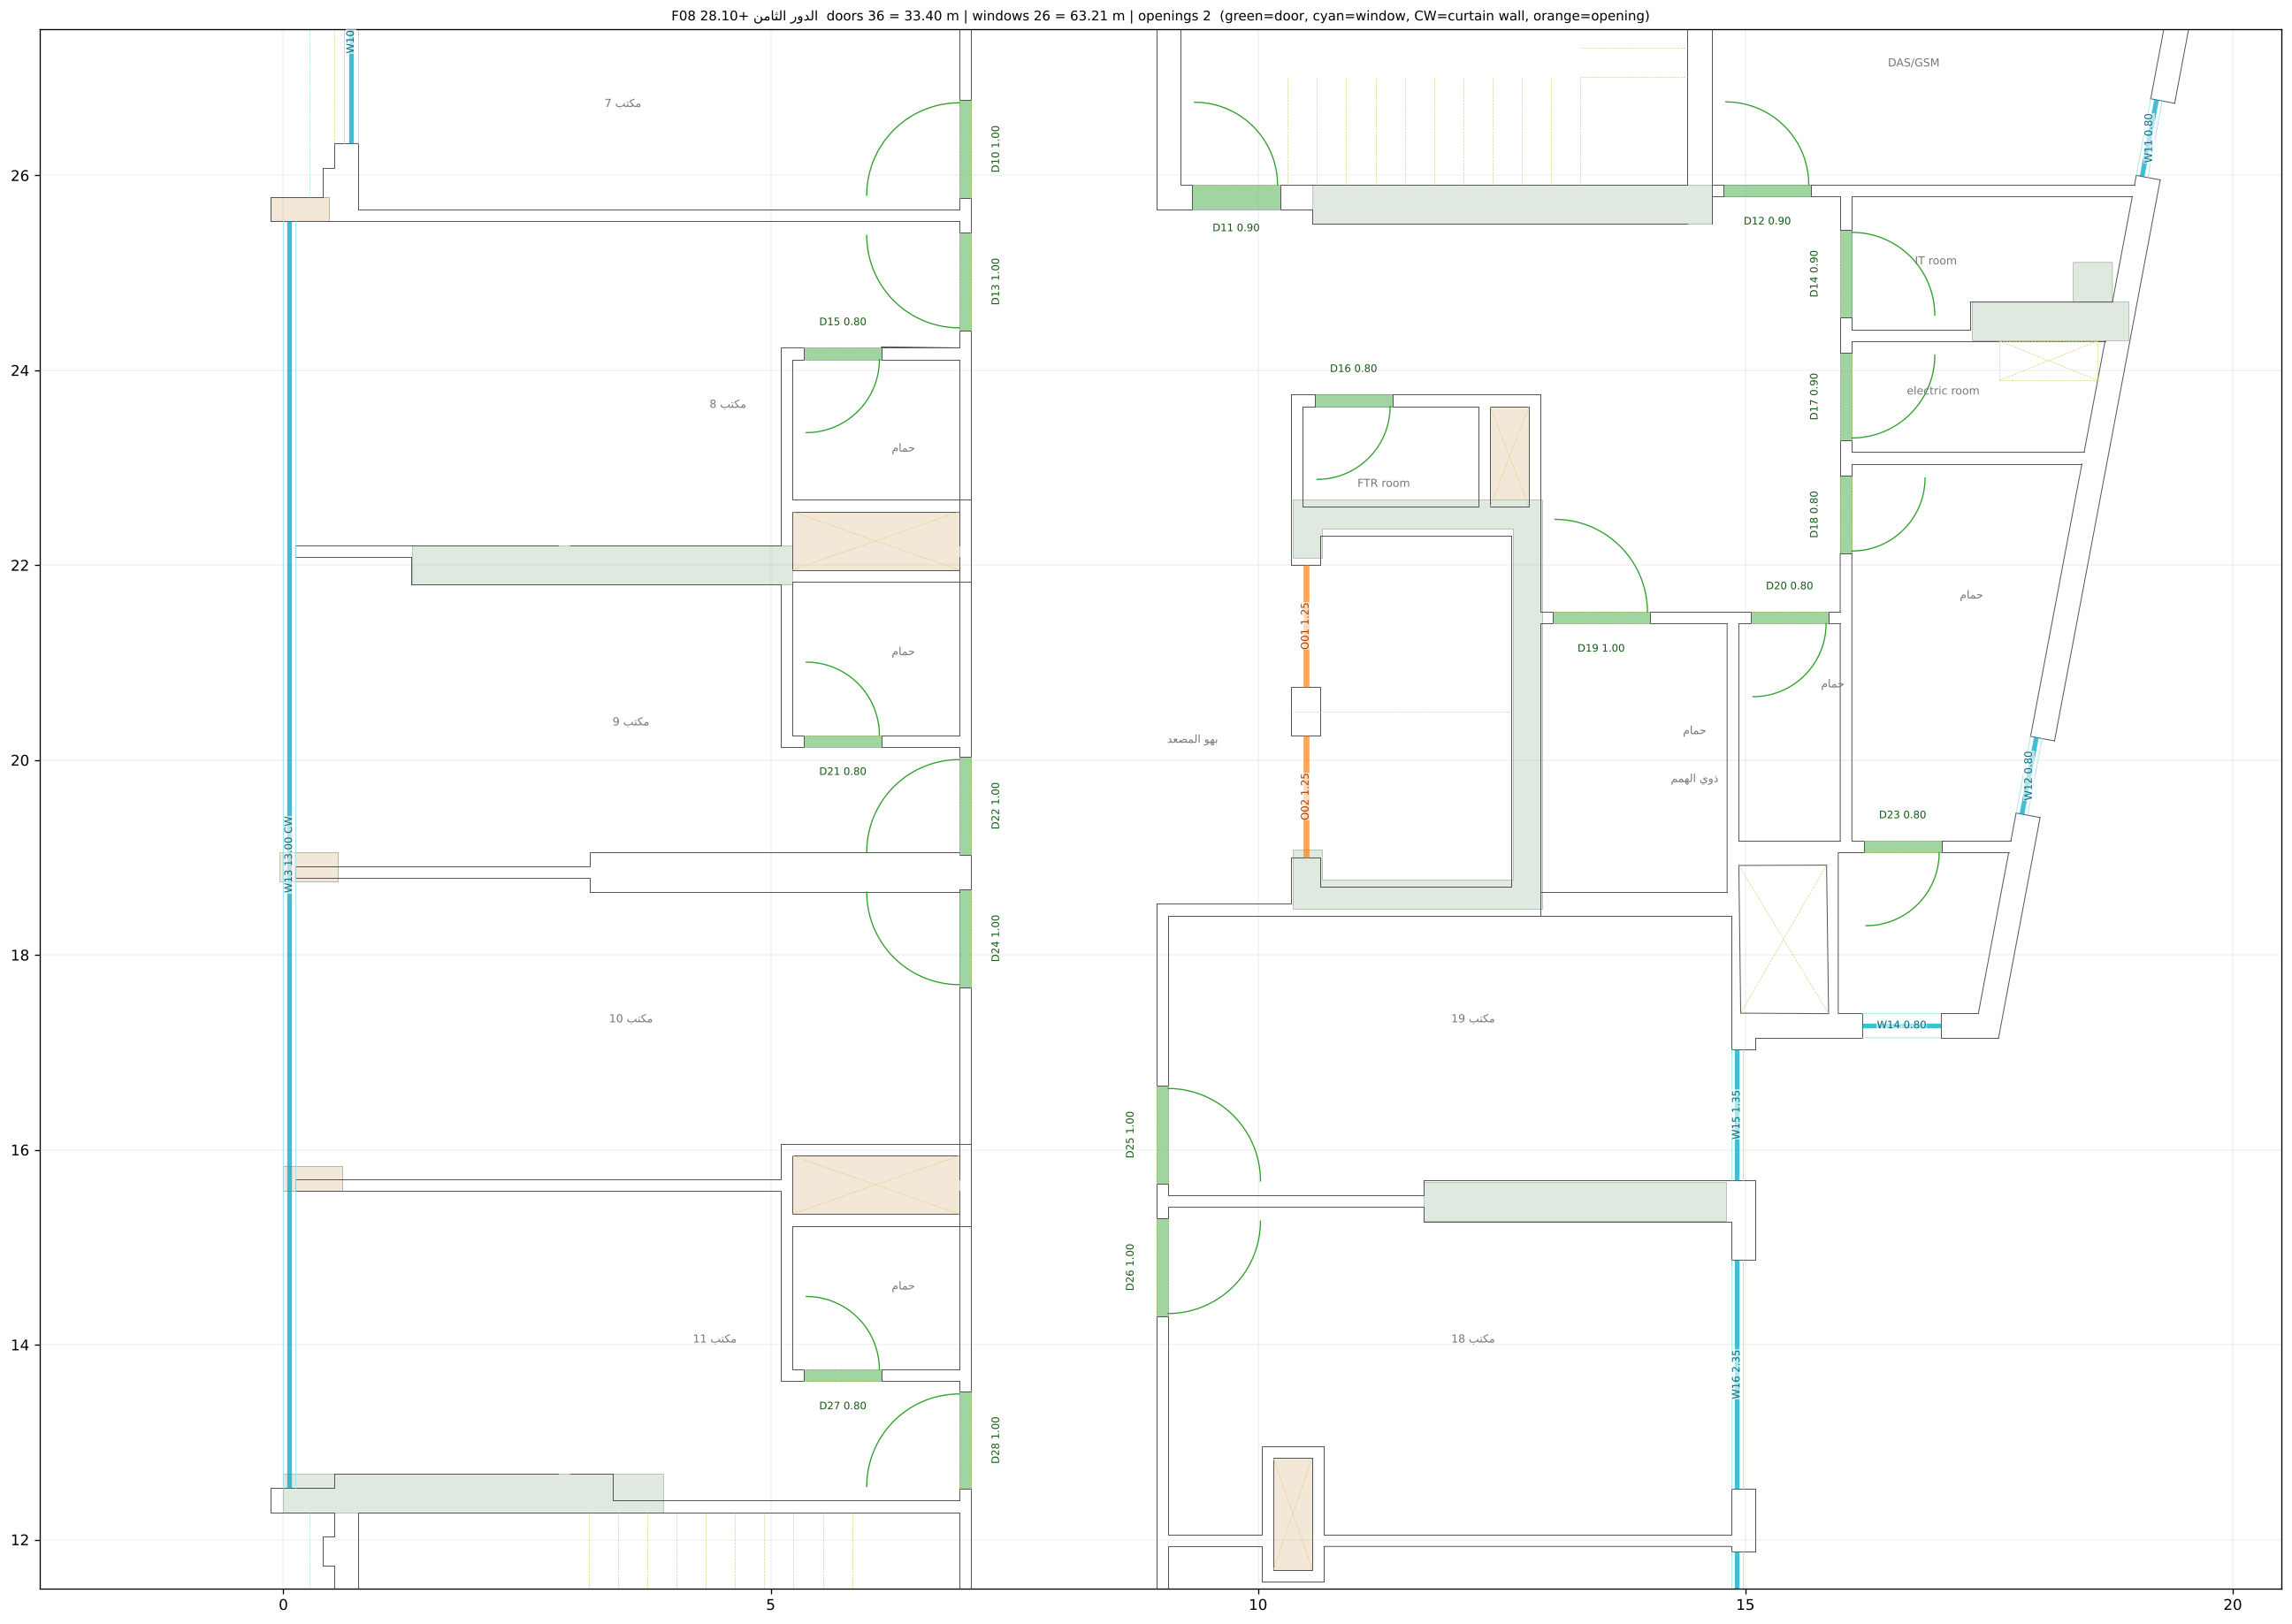 F08 28.10+ الدور الثامن  doors 36 = 33.40 m | windows 26 = 63.21 m | openings 2  (green=door, cyan=window, CW=curtain wall, orange=opening)
W10
DAS/GSM
مكتب 7
D10 1.00
W11 0.80
26
D11 0.90
D12 0.90
D13 1.00
D14 0.90
IT room
D15 0.80
24
D16 0.80
D17 0.90
electric room
مكتب 8
حمام
FTR room
D18 0.80
22
D20 0.80
حمام
O01 1.25
D19 1.00
حمام
حمام
مكتب 9
حمام
بهو المصعد
ذوي الهمم
20
D21 0.80
D22 1.00
O02 1.25
W12 0.80
D23 0.80
W13 13.00 CW
D24 1.00
18
مكتب 10
مكتب 19
W14 0.80
D25 1.00
W15 1.35
16
D26 1.00
حمام
14
مكتب 11
مكتب 18
W16 2.35
D27 0.80
D28 1.00
12
0
5
10
15
20